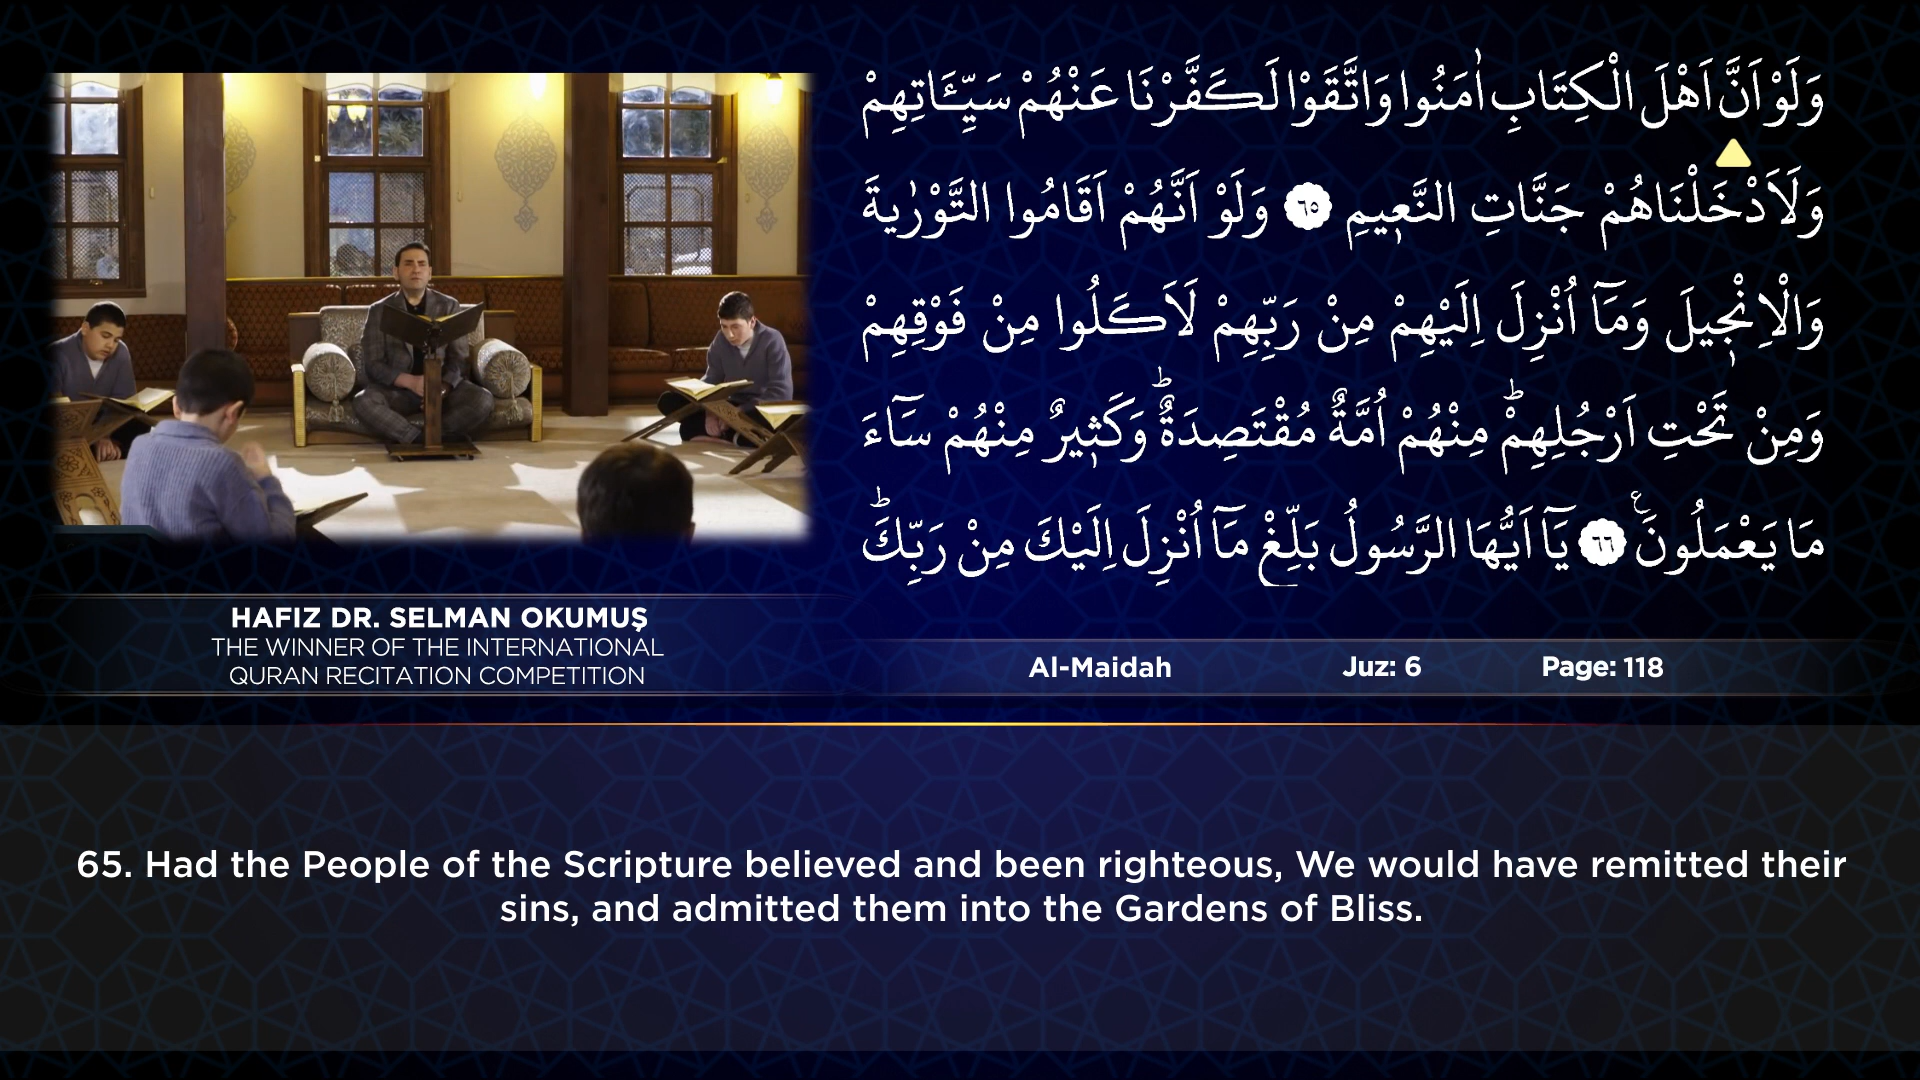 وَلَوْ اَنَّ اَهْلَ الْكِتَابِ اٰمَنُوا وَاتَّقَوْا لَكَفَّرْنَا عَنْهُمْ سَيِّـَٔاتِهِمْ
وَلَاَدْخَلْنَاهُمْ جَنَّاتِ النَّع۪يمِ ٦٥ وَلَوْ اَنَّهُمْ اَقَامُوا التَّوْرٰيةَ
وَالْاِنْج۪يلَ وَمَٓا اُنْزِلَ اِلَيْهِمْ مِنْ رَبِّهِمْ لَاَكَلُوا مِنْ فَوْقِهِمْ
وَمِنْ تَحْتِ اَرْجُلِهِمْۜ مِنْهُمْ اُمَّةٌ مُقْتَصِدَةٌۜ وَكَث۪يرٌ مِنْهُمْ سَٓاءَ
مَا يَعْمَلُونَ۟ ٦٦ يَٓا اَيُّهَا الرَّسُولُ بَلِّغْ مَٓا اُنْزِلَ اِلَيْكَ مِنْ رَبِّكَۜ
HAFIZ DR. SELMAN OKUMUŞ
THE WINNER OF THE INTERNATIONAL
QURAN RECITATION COMPETITION
Al-Maidah Juz: 6 Page: 118
65. Had the People of the Scripture believed and been righteous, We would have remitted their
sins, and admitted them into the Gardens of Bliss.